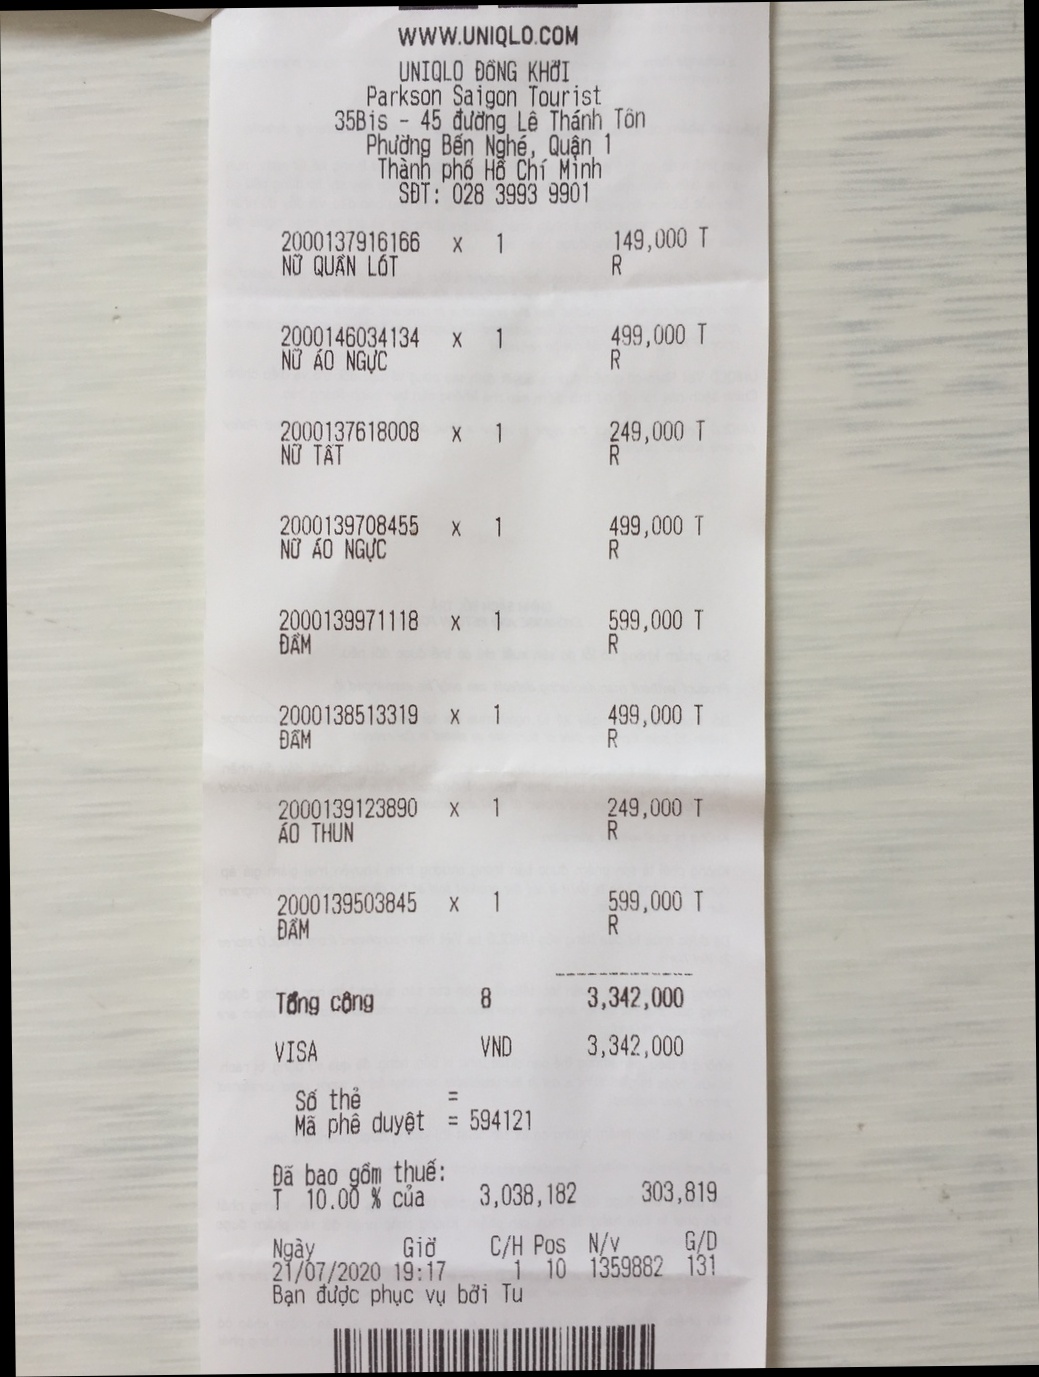 WWW.UNIQLO.COM
UNIQLO ĐỒNG KHỞI
Parkson Saigon Tourist
35Bis - 45 đường Lê Thánh Tôn
Phường Bến Nghé, Quận 1
Thành phố Hồ Chí Minh
SĐT: 028 3993 9901
2000137916166 x 1 149,000 T
NỮ QUẦN LÓT R
2000146034134 x 1 499,000 T
NỮ ÁO NGỰC R
2000137618008 x 1 249,000 T
NỮ TẤT R
2000139708455 x 1 499,000 T
NỮ ÁO NGỰC R
2000139971118 x 1 599,000 T
ĐẦM R
2000138513319 x 1 499,000 T
ĐẦM R
2000139123890 x 1 249,000 T
ÁO THUN R
2000139503845 x 1 599,000 T
ĐẦM R
Tổng cộng 8 3,342,000
VISA VND 3,342,000
Số thẻ =
Mã phê duyệt = 594121
Đã bao gồm thuế:
T 10.00 % của 3,038,182 303,819
Ngày Giờ C/H Pos N/v G/D
21/07/2020 19:17 1 10 1359882 131
Bạn được phục vụ bởi Tu